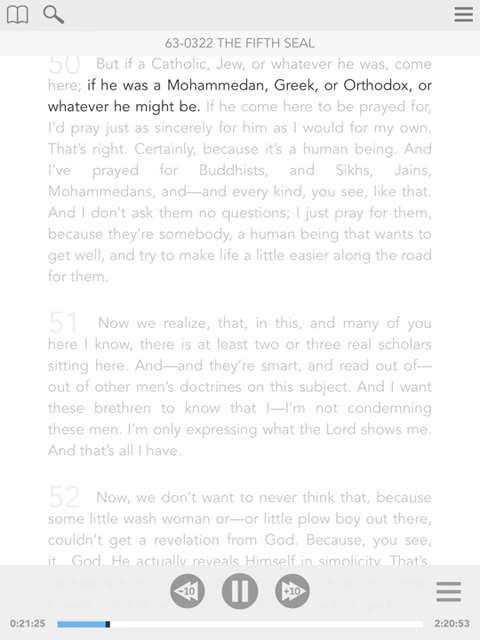 63-0322 THE FIFTH SEAL
50 But if a Catholic, Jew, or whatever he was, come
here; if he was a Mohammedan, Greek, or Orthodox, or
whatever he might be. If he come here to be prayed for,
I'd pray just as sincerely for him as I would for my own.
That's right. Certainly, because it's a human being. And
I've prayed for Buddhists, and Sikhs, Jains,
Mohammedans, and—and every kind, you see, like that.
And I don't ask them no questions; I just pray for them,
because they're somebody, a human being that wants to
get well, and try to make life a little easier along the road
for them.
51 Now we realize, that, in this, and many of you
here I know, there is at least two or three real scholars
sitting here. And—and they're smart, and read out of—
out of other men's doctrines on this subject. And I want
these brethren to know that I—I'm not condemning
these men. I'm only expressing what the Lord shows me.
And that's all I have.
52 Now, we don't want to never think that, because
some little wash woman or—or little plow boy out there,
couldn't get a revelation from God. Because, you see,
it...God. He actually reveals Himself in simplicity. That's,
-10
+10
0:21:25
2:20:53